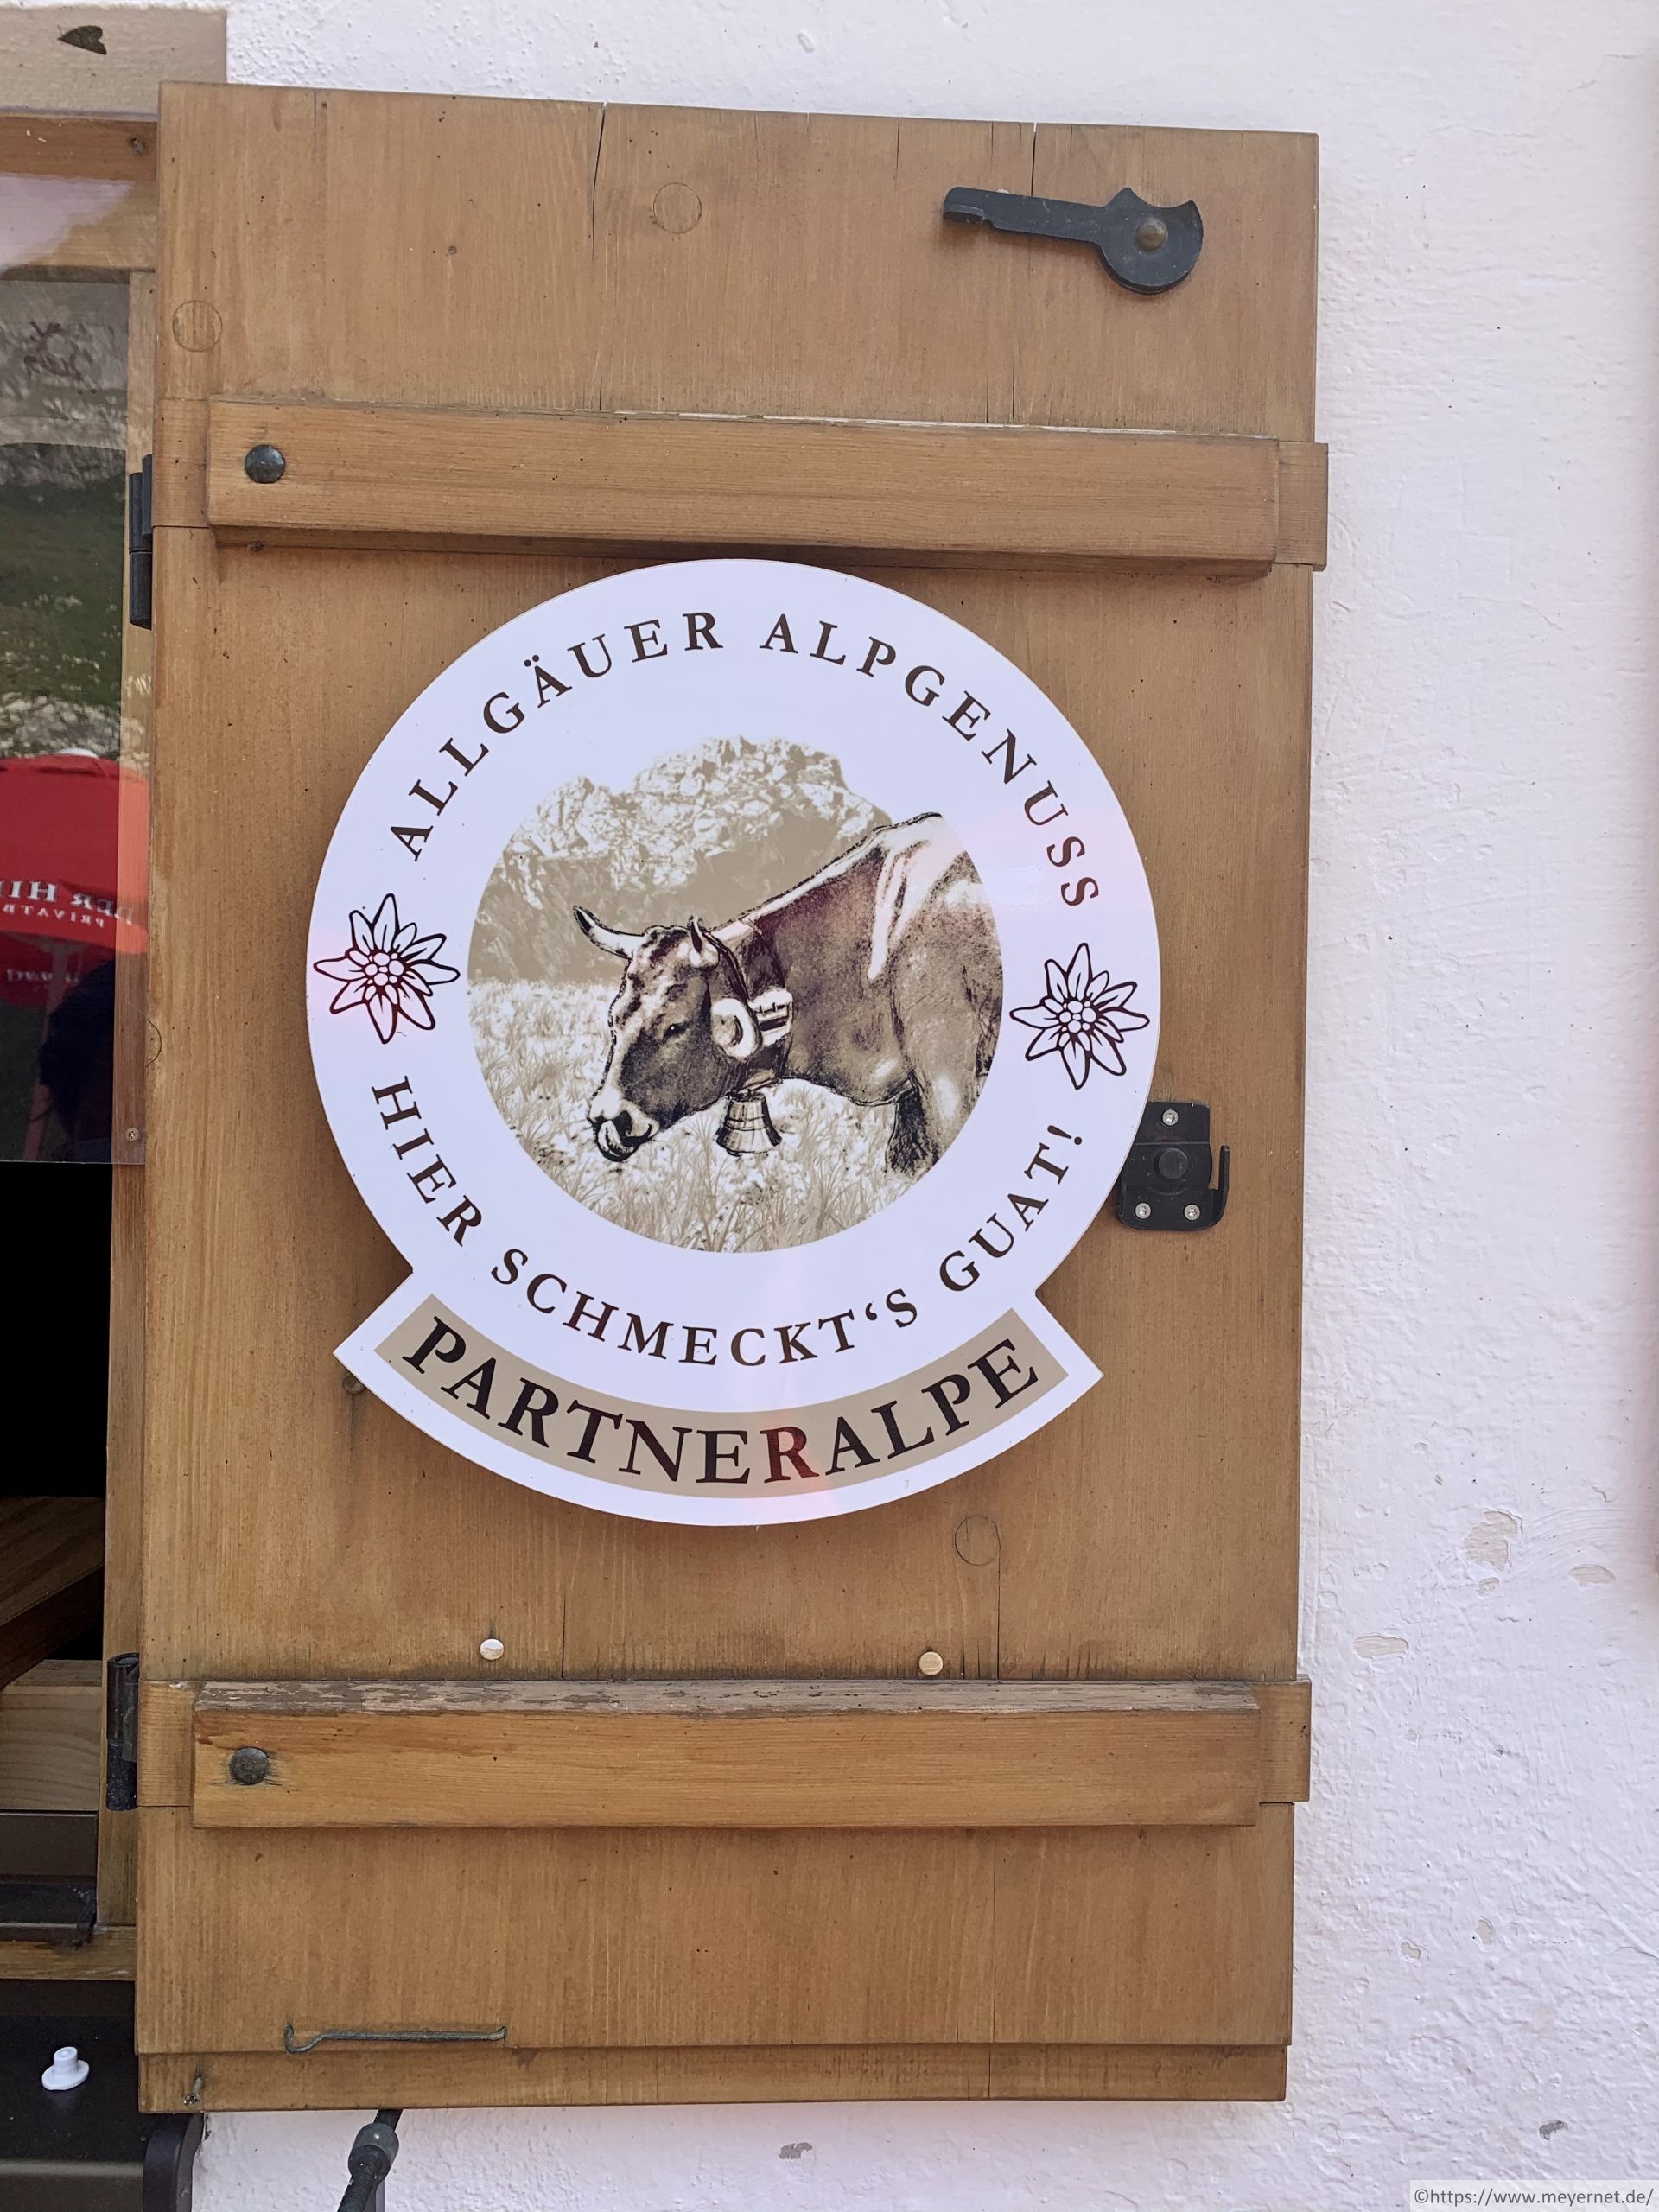 ALLGÄUER ALPGENUSS
HIER SCHMECKT‘S GUAT!
PARTNERALPE
©https://www.meyernet.de/